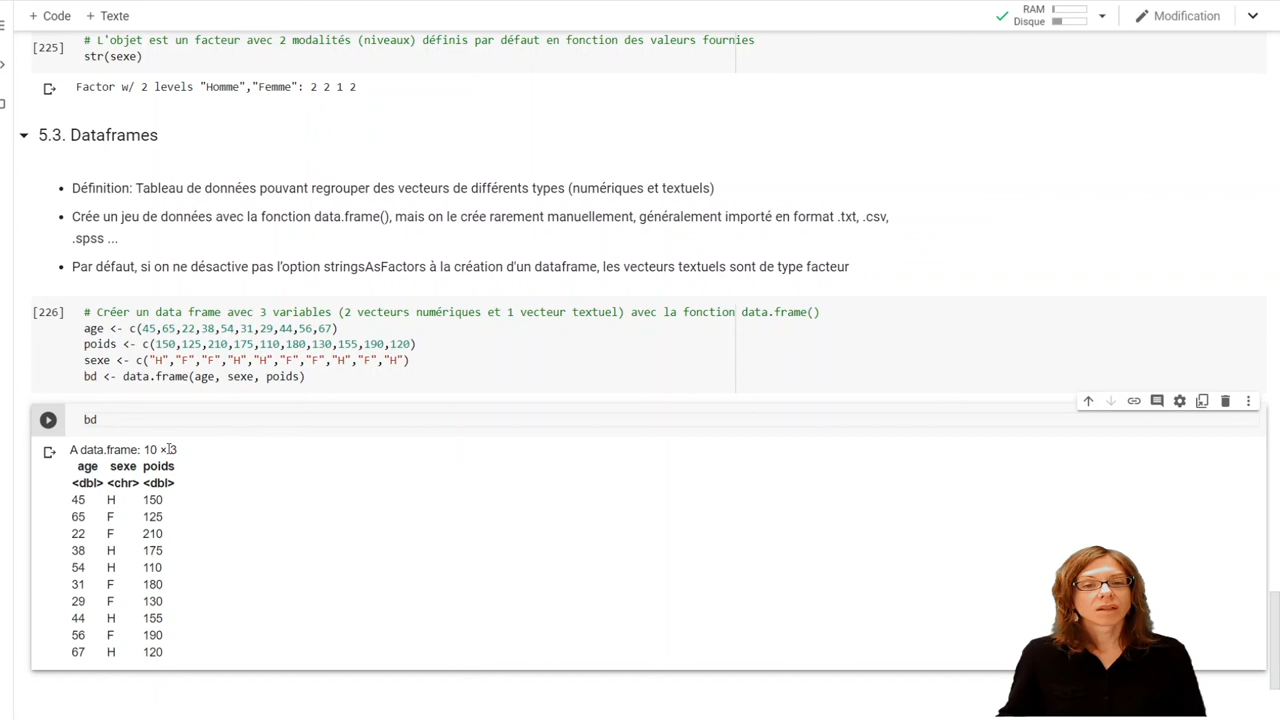 + Code + Texte
RAM
Disque
Modification
# L'objet est un facteur avec 2 modalités (niveaux) définis par défaut en fonction des valeurs fournies
[225]
str(sexe)
Factor w/ 2 levels "Homme","Femme": 2 2 1 2
5.3. Dataframes
• Définition: Tableau de données pouvant regrouper des vecteurs de différents types (numériques et textuels)
• Crée un jeu de données avec la fonction data.frame(), mais on le crée rarement manuellement, généralement importé en format .txt, .csv,
.spss ...
• Par défaut, si on ne désactive pas l'option stringsAsFactors à la création d'un dataframe, les vecteurs textuels sont de type facteur
[226] # Créer un data frame avec 3 variables (2 vecteurs numériques et 1 vecteur textuel) avec la fonction data.frame()
age <- c(45,65,22,38,54,31,29,44,56,67)
poids <- c(150,125,210,175,110,180,130,155,190,120)
sexe <- c("H","F","F","H","H","F","F","H","F","H")
bd <- data.frame(age, sexe, poids)
bd
A data.frame: 10 × 3
age sexe poids
<dbl> <chr> <dbl>
45 H 150
65 F 125
22 F 210
38 H 175
54 H 110
31 F 180
29 F 130
44 H 155
56 F 190
67 H 120